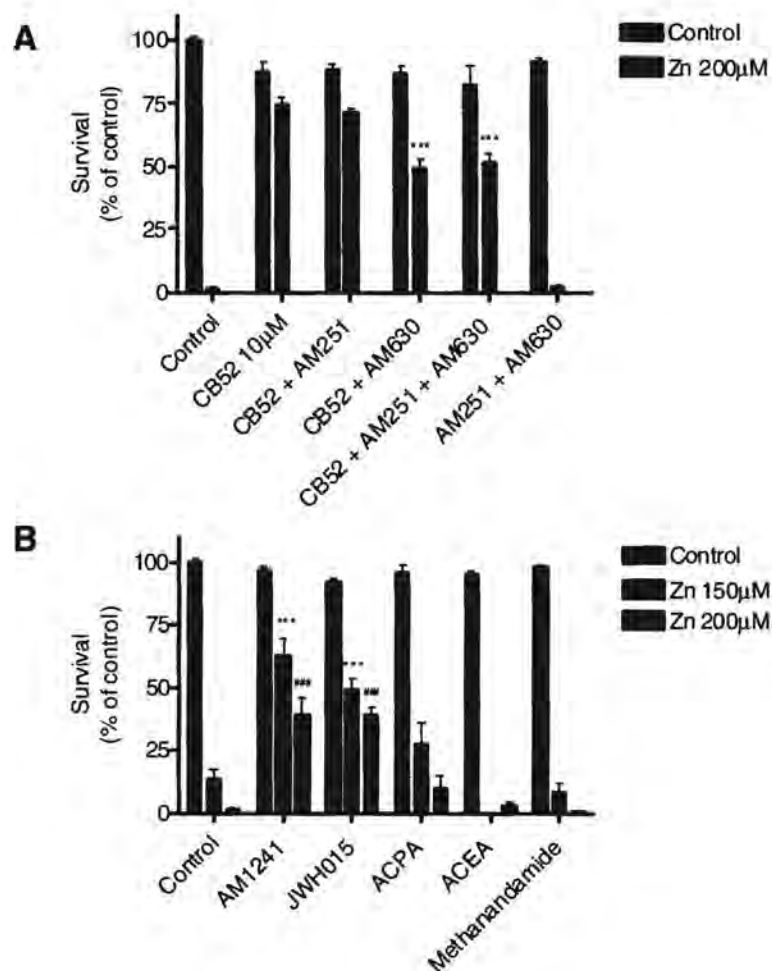 A
100
75
50
25
0
Survival
(% of control)
***
***
Control
Zn 200µM
Control
CB52 10µM
CB52 + AM251
CB52 + AM630
CB52 + AM251 + AM630
AM251 + AM630
B
100
75
50
25
0
Survival
(% of control)
***
###
***
###
Control
Zn 150µM
Zn 200µM
Control
AM1241
JWH015
ACPA
ACEA
Methanandamide